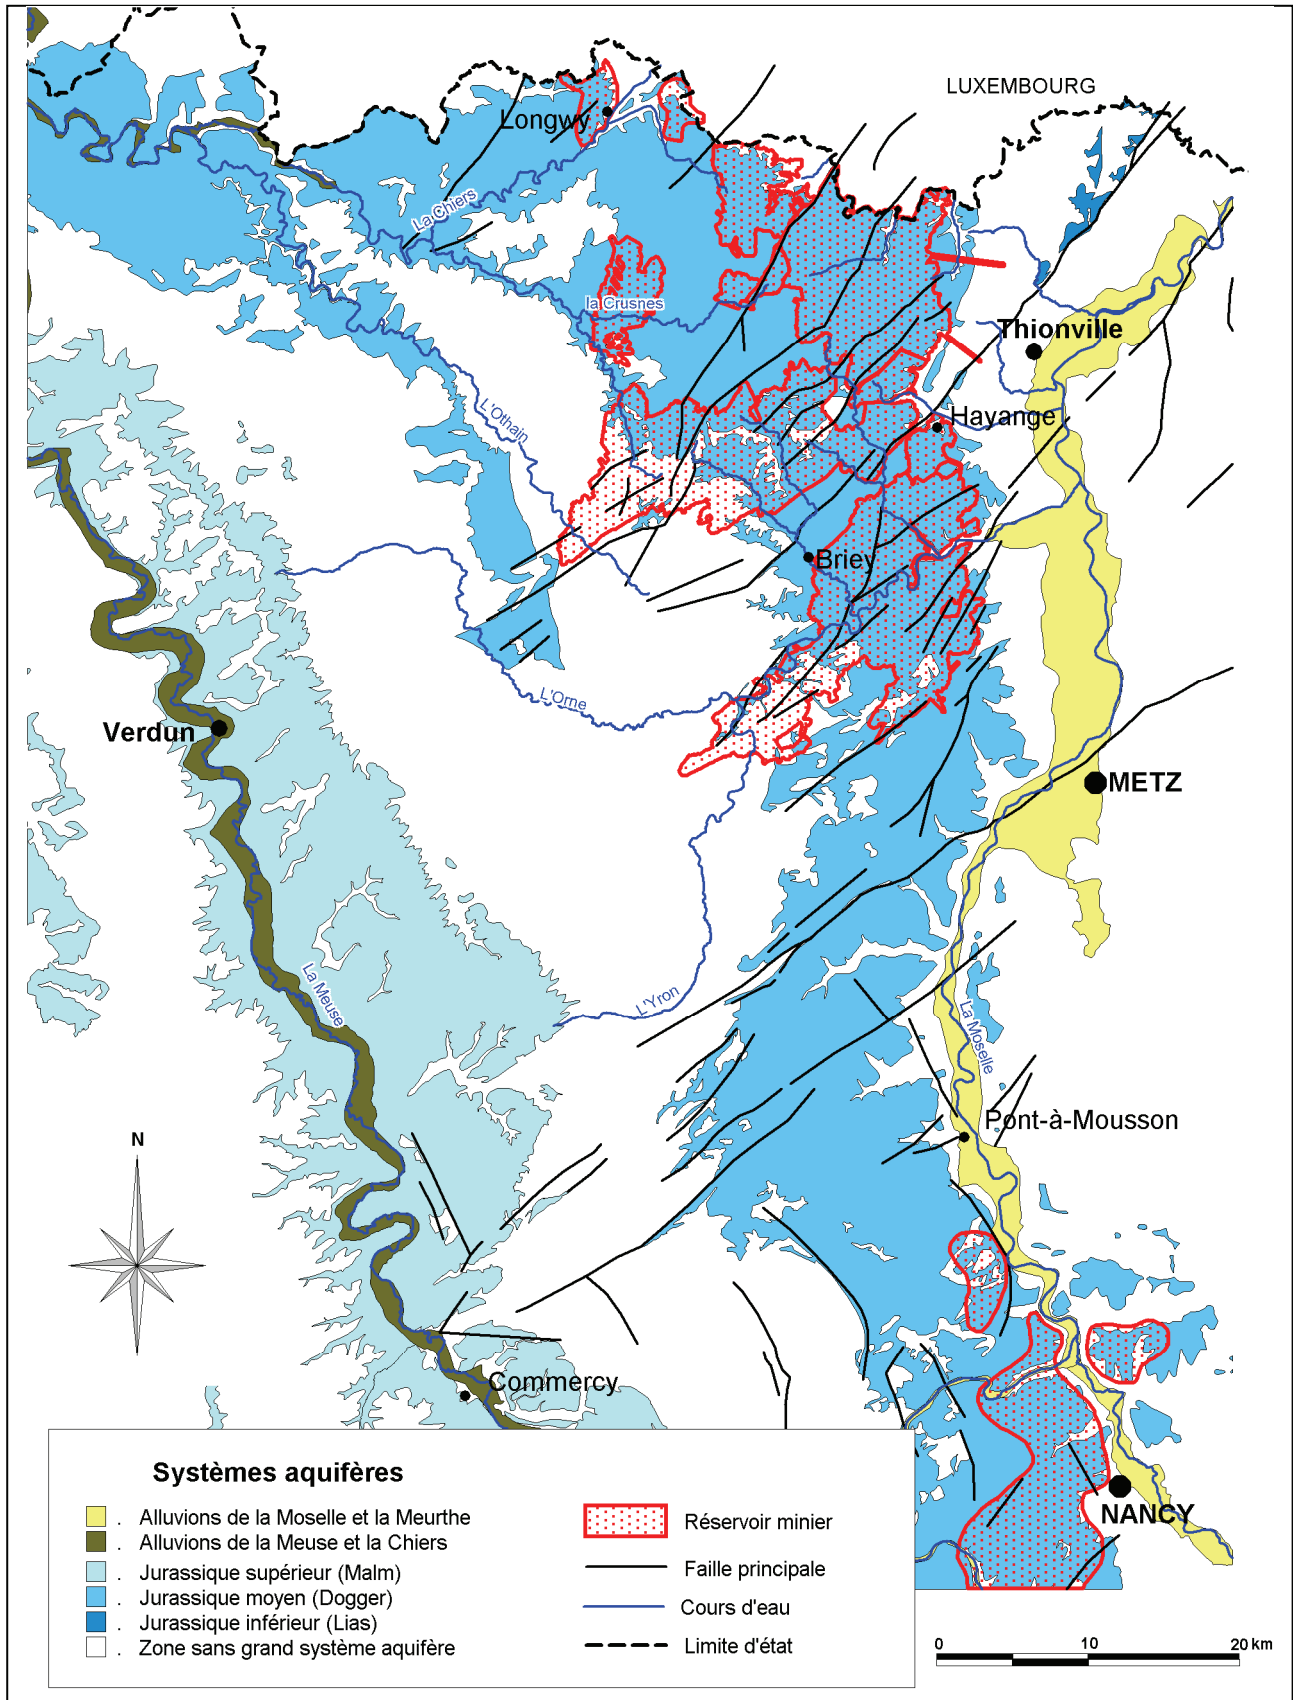 LUXEMBOURG
Longwy
La Chiers
la Crusnes
Thionville
L'Othain
Hayange
Briey
L'Orne
Verdun
METZ
La Meuse
L'Yron
La Moselle
Pont-à-Mousson
N
Commercy
NANCY
Systèmes aquifères
. Alluvions de la Moselle et la Meurthe
. Alluvions de la Meuse et la Chiers
. Jurassique supérieur (Malm)
. Jurassique moyen (Dogger)
. Jurassique inférieur (Lias)
. Zone sans grand système aquifère
Réservoir minier
Faille principale
Cours d'eau
Limite d'état
0 10 20 km